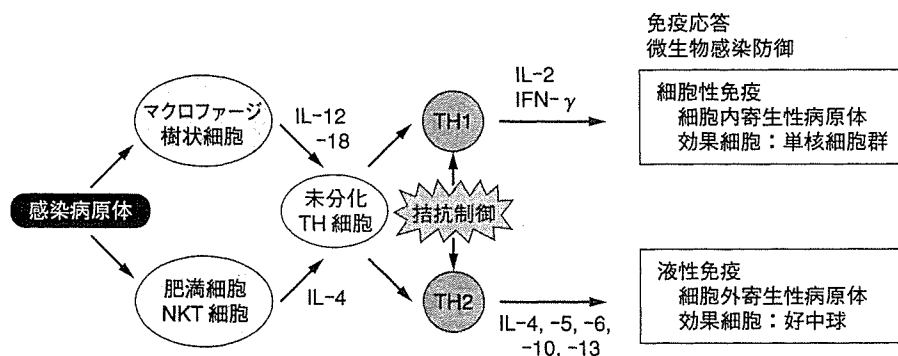 免疫応答
微生物感染防御
マクロファージ
樹状細胞
IL-12
-18
TH1
IL-2
IFN-γ
細胞性免疫
細胞内寄生性病原体
効果細胞：単核細胞群
感染病原体
未分化
TH 細胞
拮抗制御
肥満細胞
NKT 細胞
IL-4
TH2
IL-4, -5, -6,
-10, -13
液性免疫
細胞外寄生性病原体
効果細胞：好中球